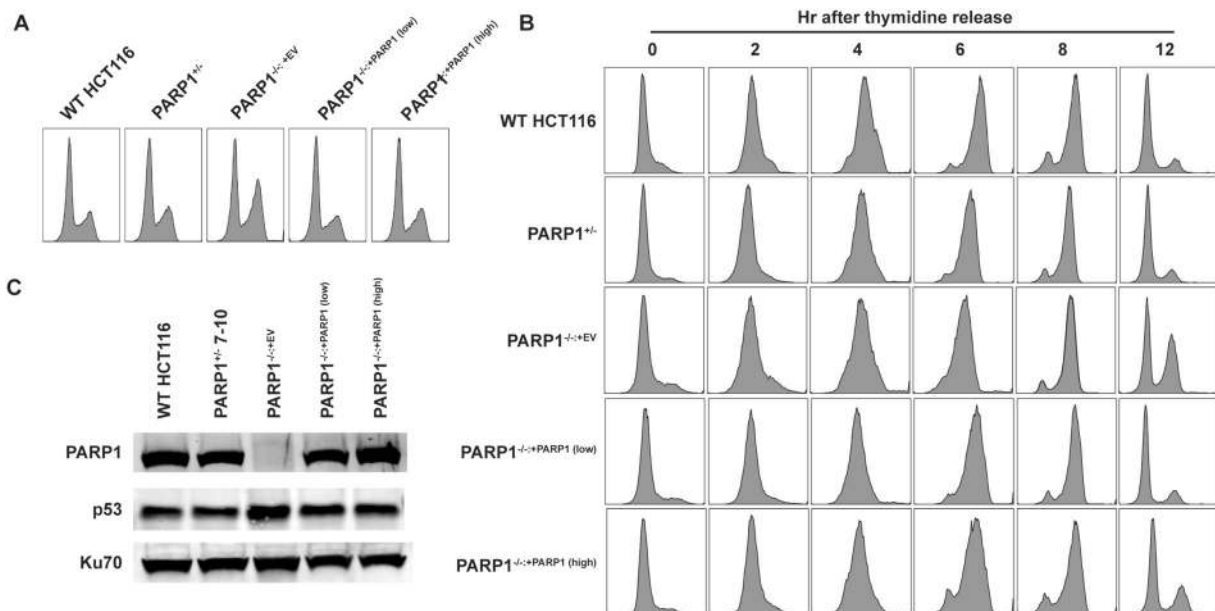 A
WT HCT116
PARP1+/-
PARP1-/-:+EV
PARP1-/-:+PARP1 (low)
PARP1-/-:+PARP1 (high)
B
Hr after thymidine release
0 2 4 6 8 12
WT HCT116
PARP1+/-
PARP1-/-:+EV
PARP1-/-:+PARP1 (low)
PARP1-/-:+PARP1 (high)
C
WT HCT116
PARP1+/- 7-10
PARP1-/-:+EV
PARP1-/-:+PARP1 (low)
PARP1-/-:+PARP1 (high)
PARP1
p53
Ku70